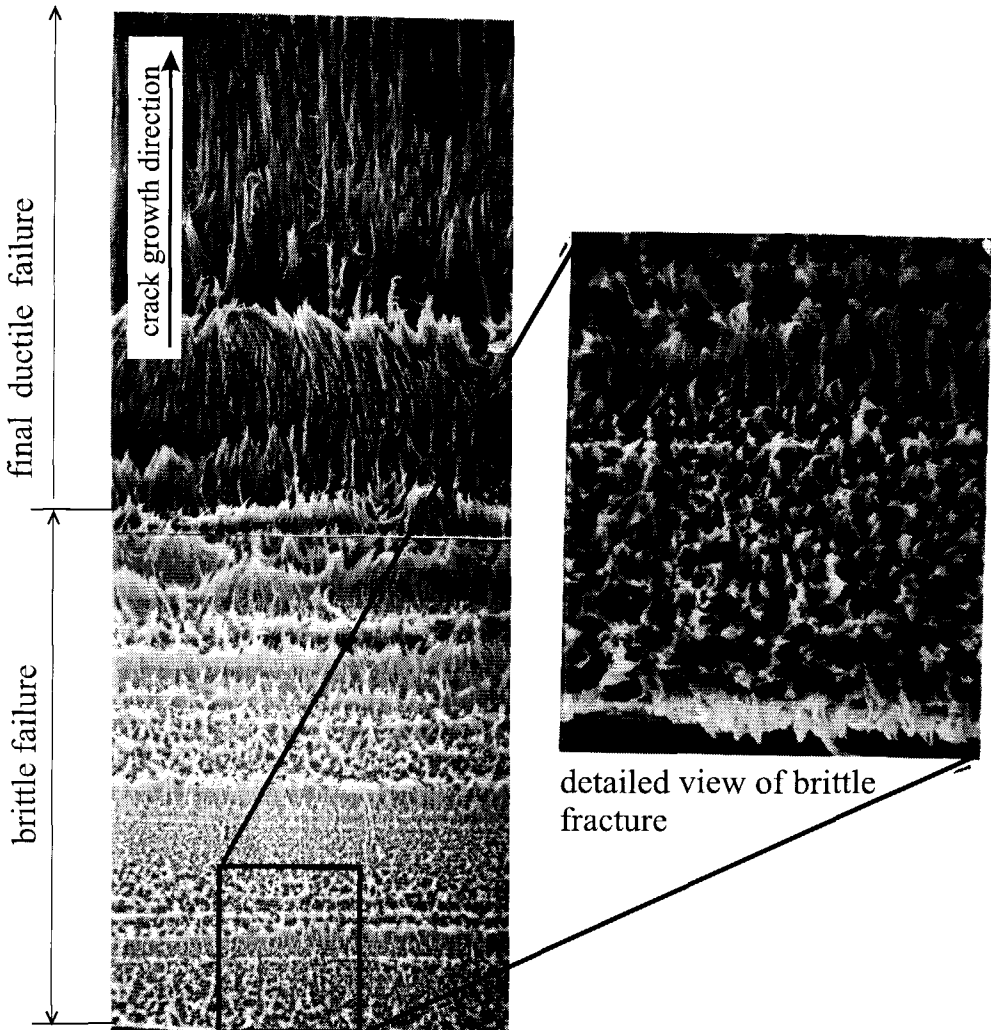 final ductile failure
crack growth direction
brittle failure
detailed view of brittle
fracture